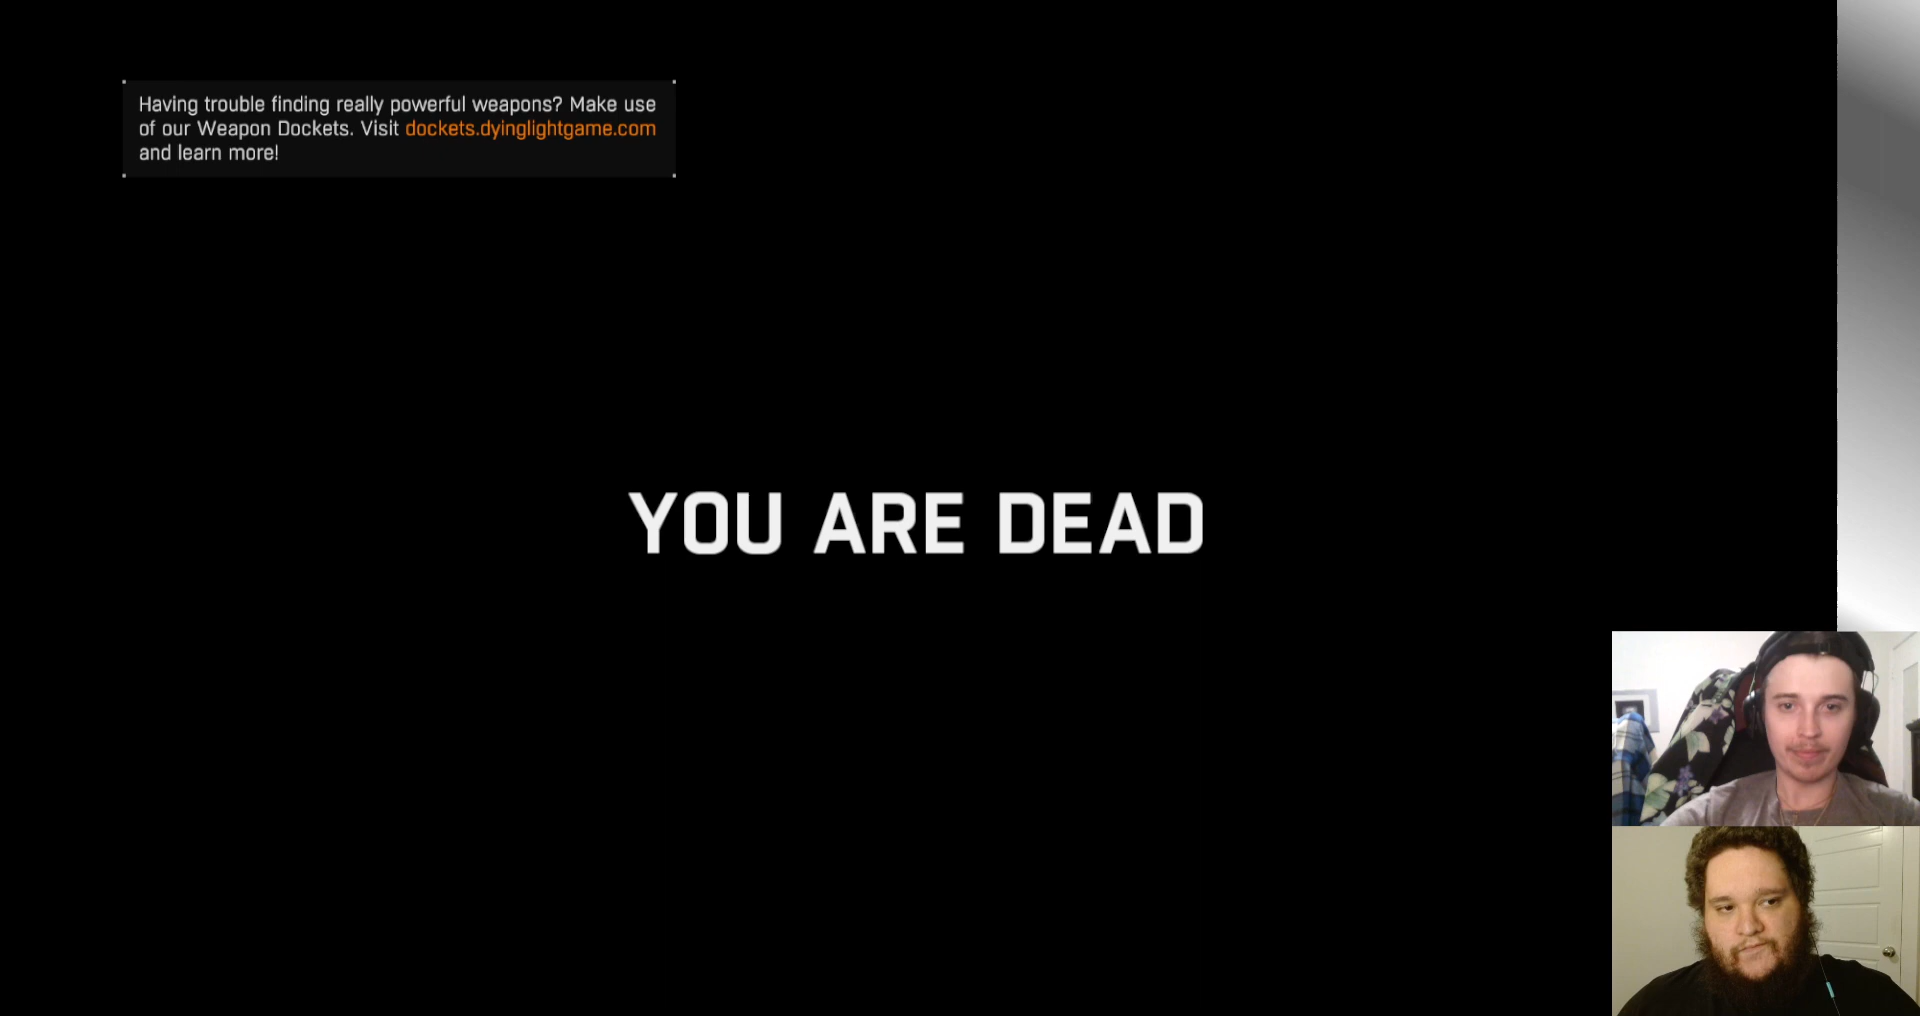 Having trouble finding really powerful weapons? Make use
of our Weapon Dockets. Visit dockets.dyinglightgame.com
and learn more!
YOU ARE DEAD